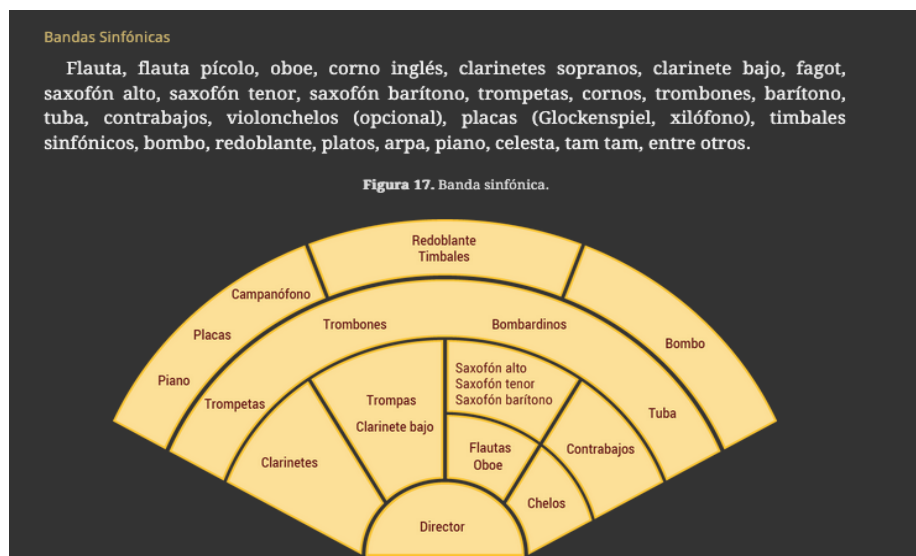 Bandas Sinfónicas
Flauta, flauta pícolo, oboe, corno inglés, clarinetes sopranos, clarinete bajo, fagot,
saxofón alto, saxofón tenor, saxofón barítono, trompetas, cornos, trombones, barítono,
tuba, contrabajos, violonchelos (opcional), placas (Glockenspiel, xilófono), timbales
sinfónicos, bombo, redoblante, platos, arpa, piano, celesta, tam tam, entre otros.
Figura 17. Banda sinfónica.
Redoblante
Timbales
Campanófono
Placas
Piano
Bombo
Trombones
Bombardinos
Trompetas
Tuba
Saxofón alto
Saxofón tenor
Saxofón barítono
Trompas
Clarinete bajo
Clarinetes
Flautas
Oboe
Contrabajos
Chelos
Director